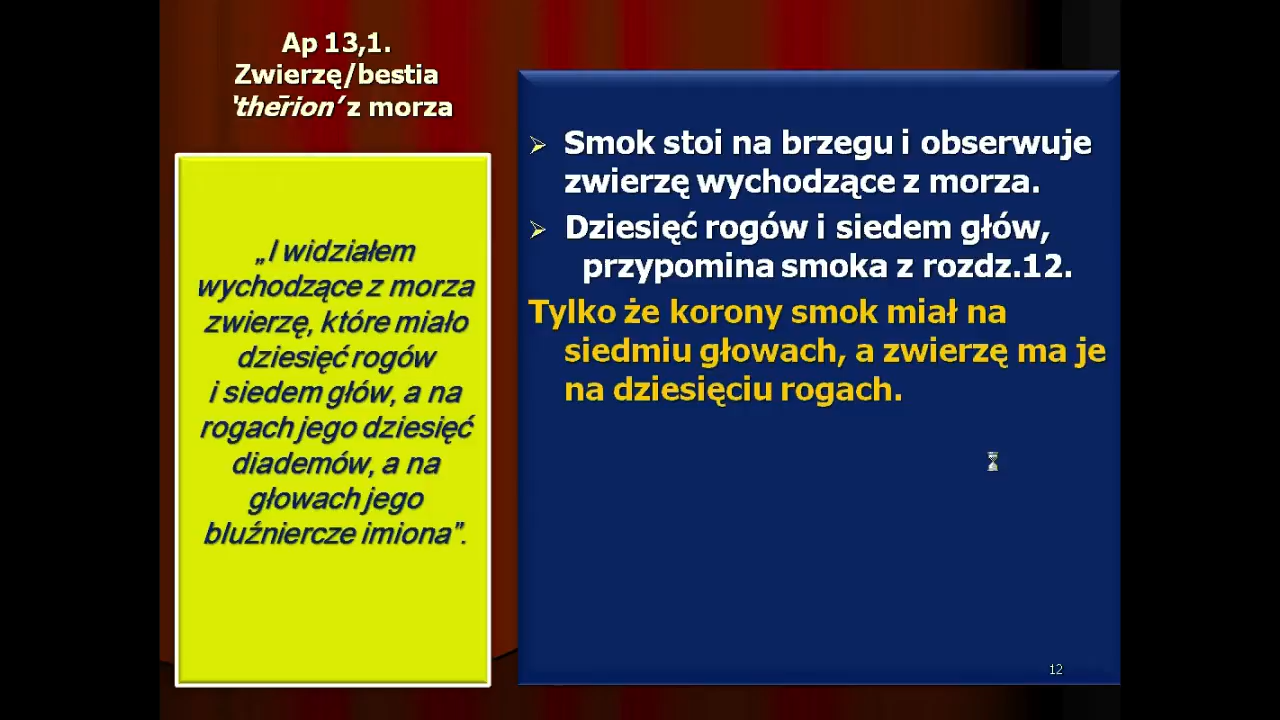 Ap 13,1.
Zwierzę/bestia
‘thērion’ z morza
„I widziałem
wychodzące z morza
zwierzę, które miało
dziesięć rogów
i siedem głów, a na
rogach jego dziesięć
diademów, a na
głowach jego
bluźniercze imiona”.
➢ Smok stoi na brzegu i obserwuje
zwierzę wychodzące z morza.
➢ Dziesięć rogów i siedem głów,
przypomina smoka z rozdz.12.
Tylko że korony smok miał na
siedmiu głowach, a zwierzę ma je
na dziesięciu rogach.
12